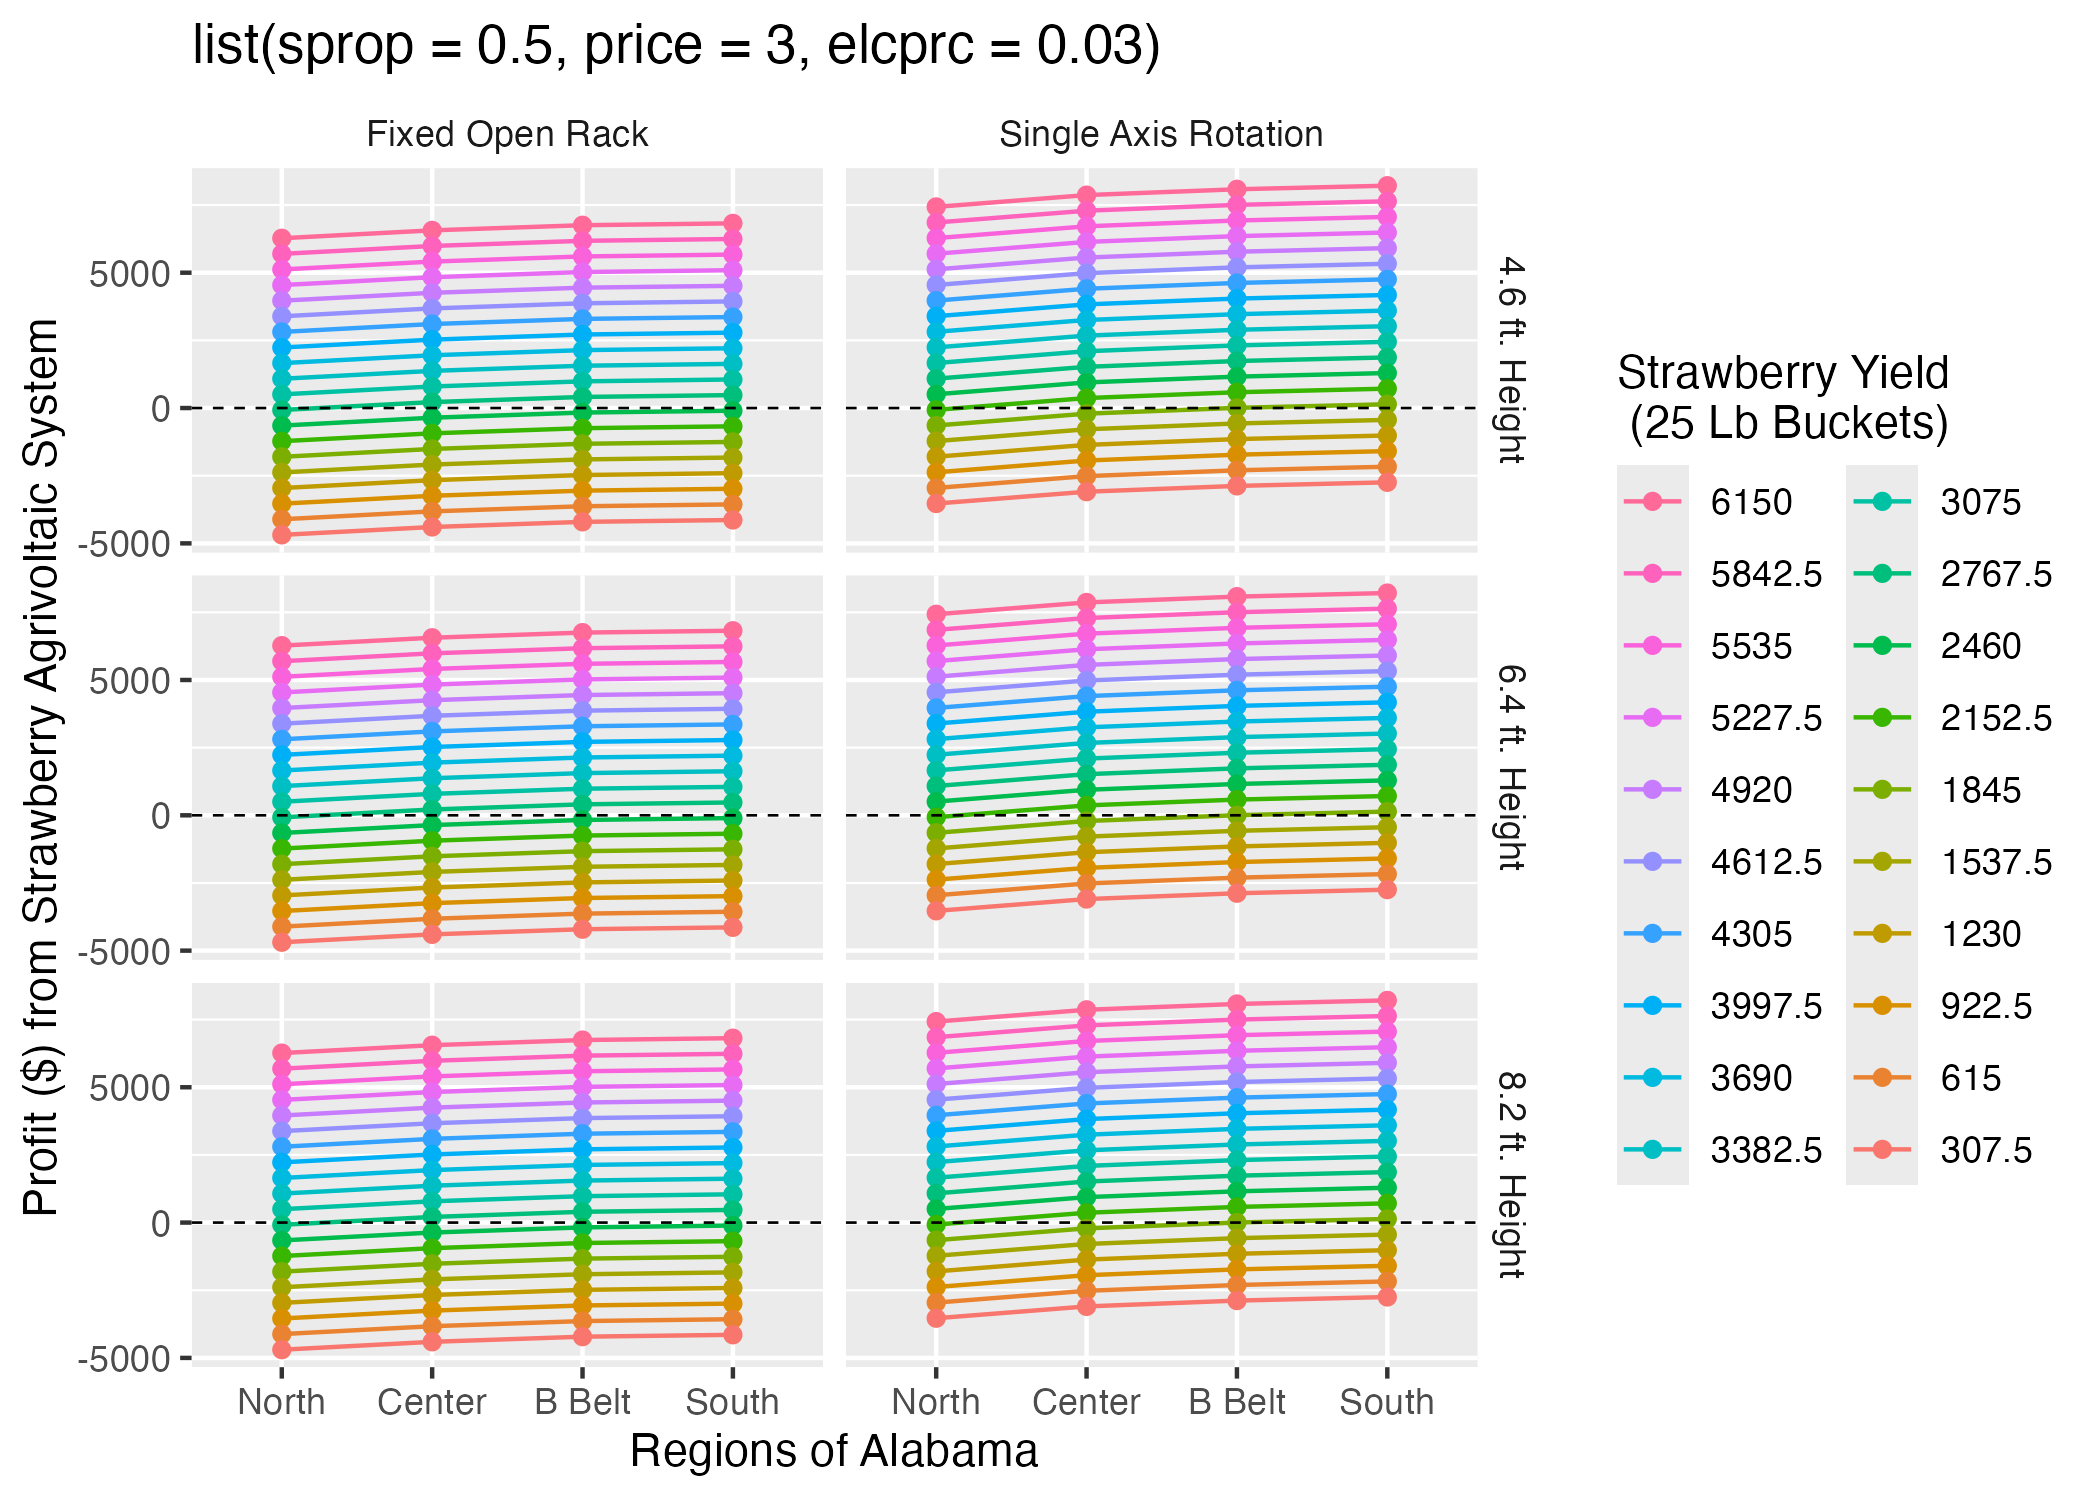 list(sprop = 0.5, price = 3, elcprc = 0.03)
Fixed Open Rack
Single Axis Rotation
Profit ($) from Strawberry Agrivoltaic System
5000
0
-5000
4.6 ft. Height
5000
0
-5000
6.4 ft. Height
5000
0
-5000
8.2 ft. Height
North Center B Belt South
North Center B Belt South
Regions of Alabama
Strawberry Yield
(25 Lb Buckets)
6150
5842.5
5535
5227.5
4920
4612.5
4305
3997.5
3690
3382.5
3075
2767.5
2460
2152.5
1845
1537.5
1230
922.5
615
307.5